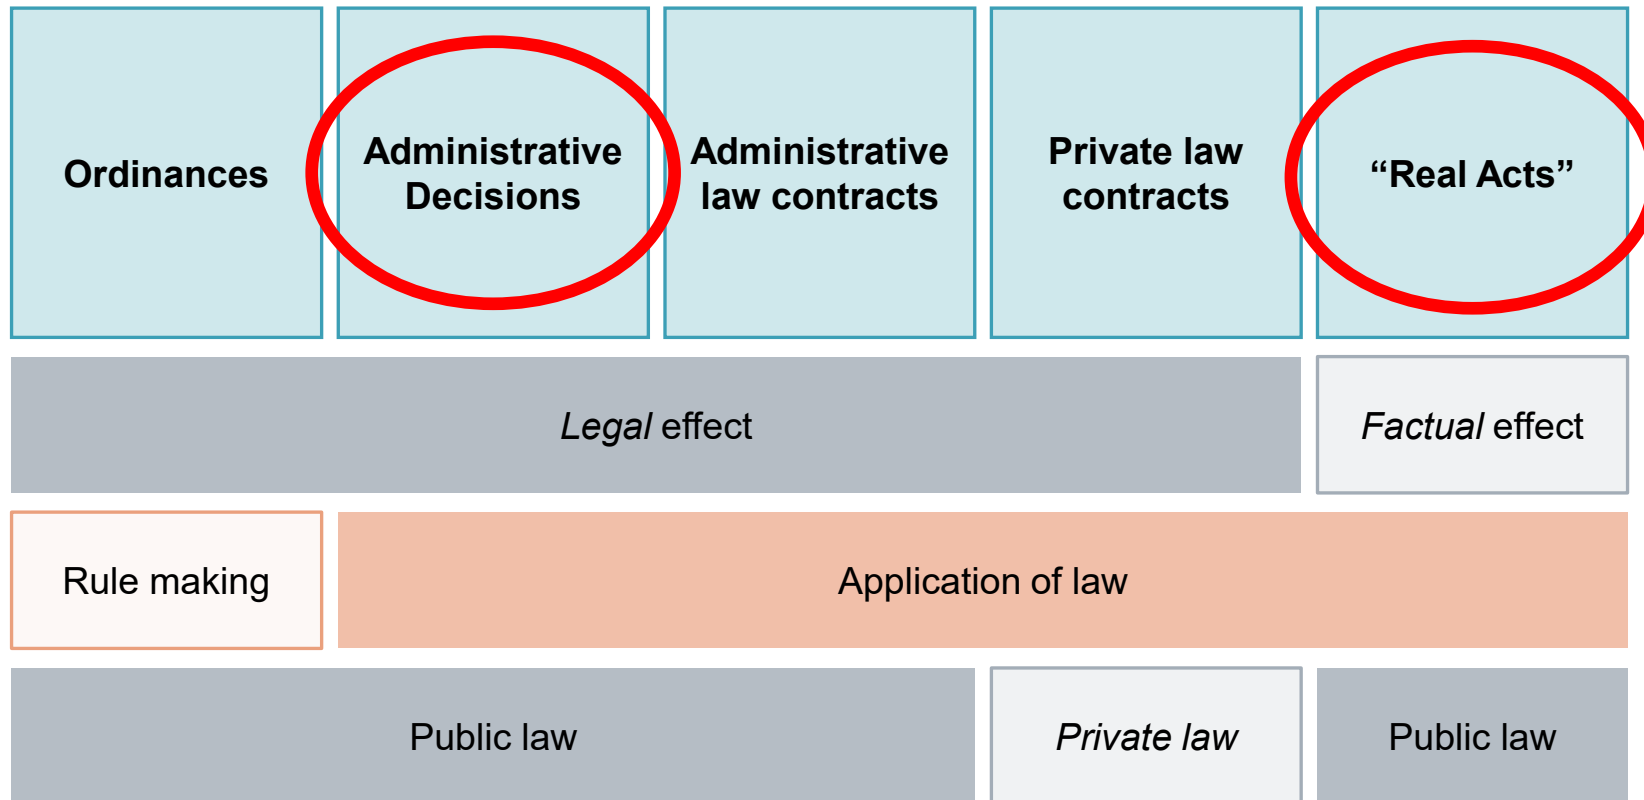 Ordinances
Administrative
Decisions
Administrative
law contracts
Private law
contracts
“Real Acts”
Legal effect
Factual effect
Rule making
Application of law
Public law
Private law
Public law